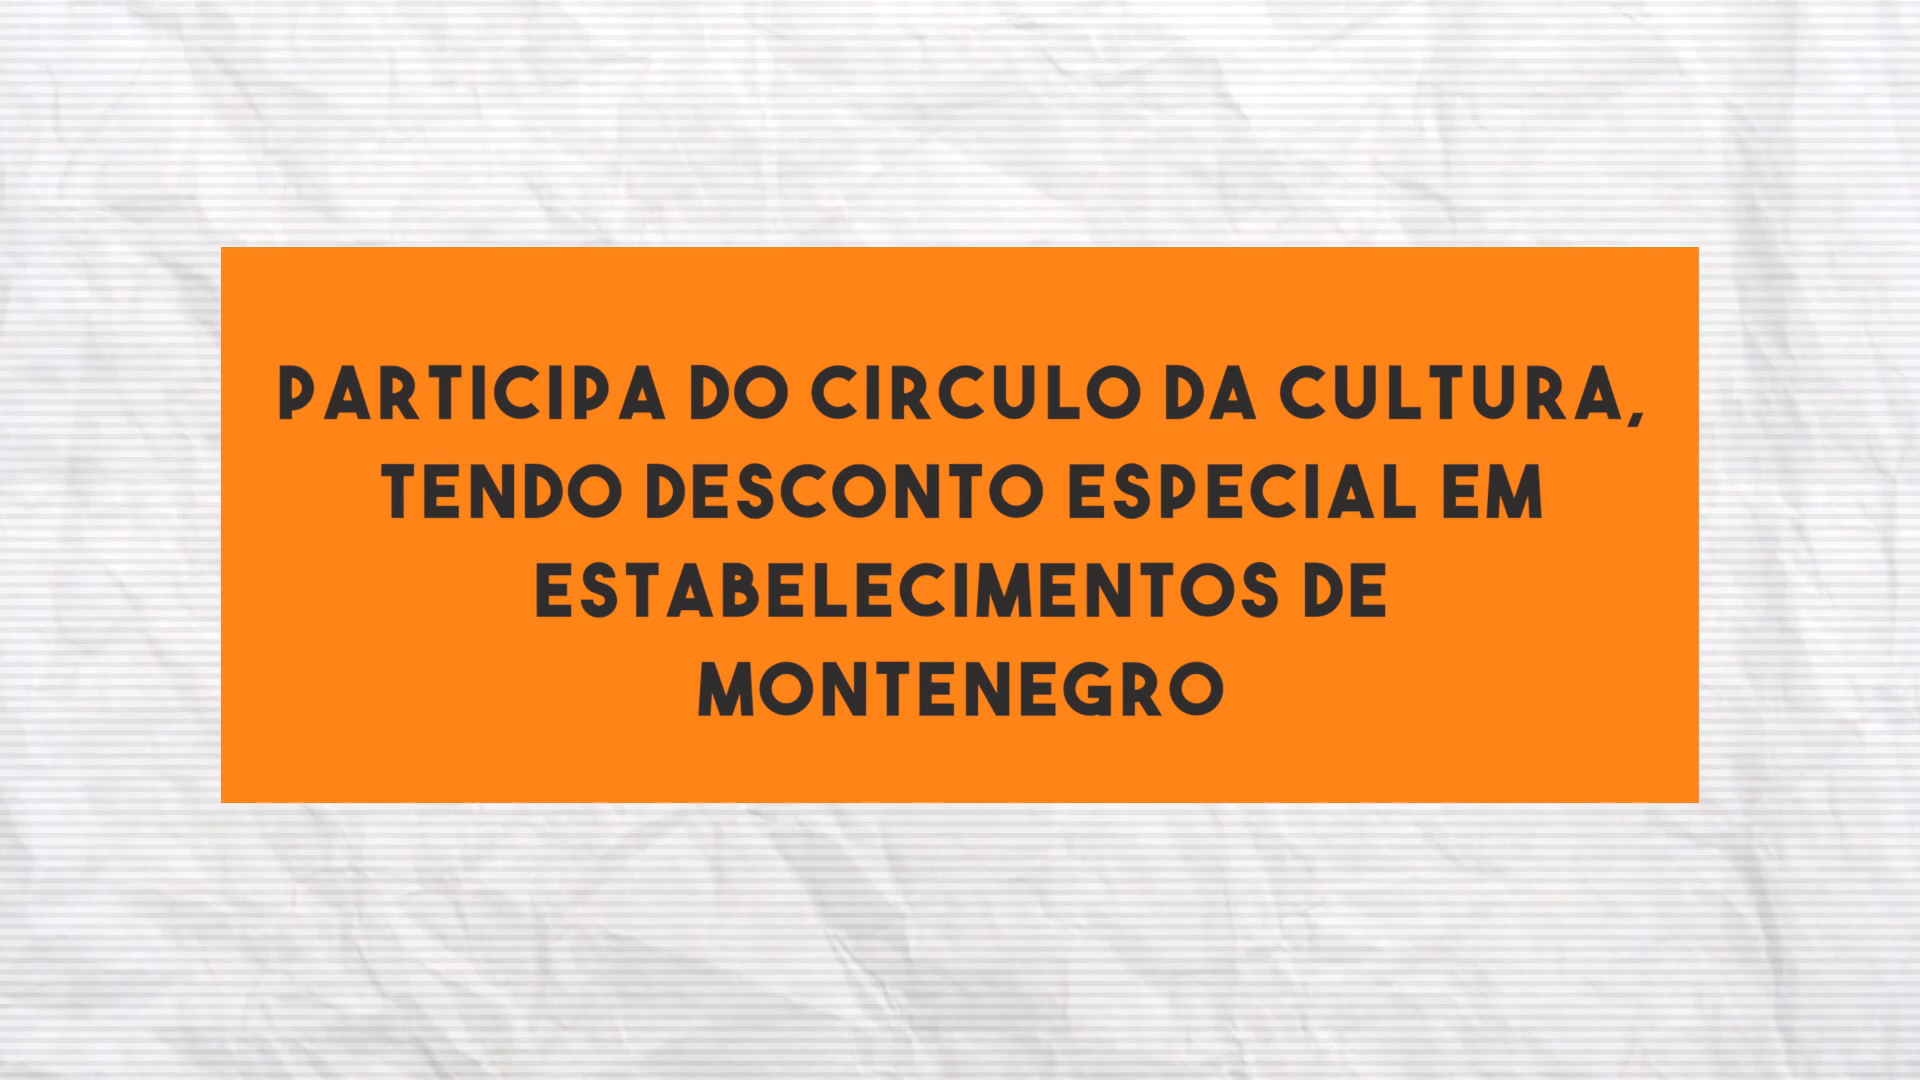 PARTICIPA DO CIRCULO DA CULTURA,
TENDO DESCONTO ESPECIAL EM
ESTABELECIMENTOS DE
MONTENEGRO